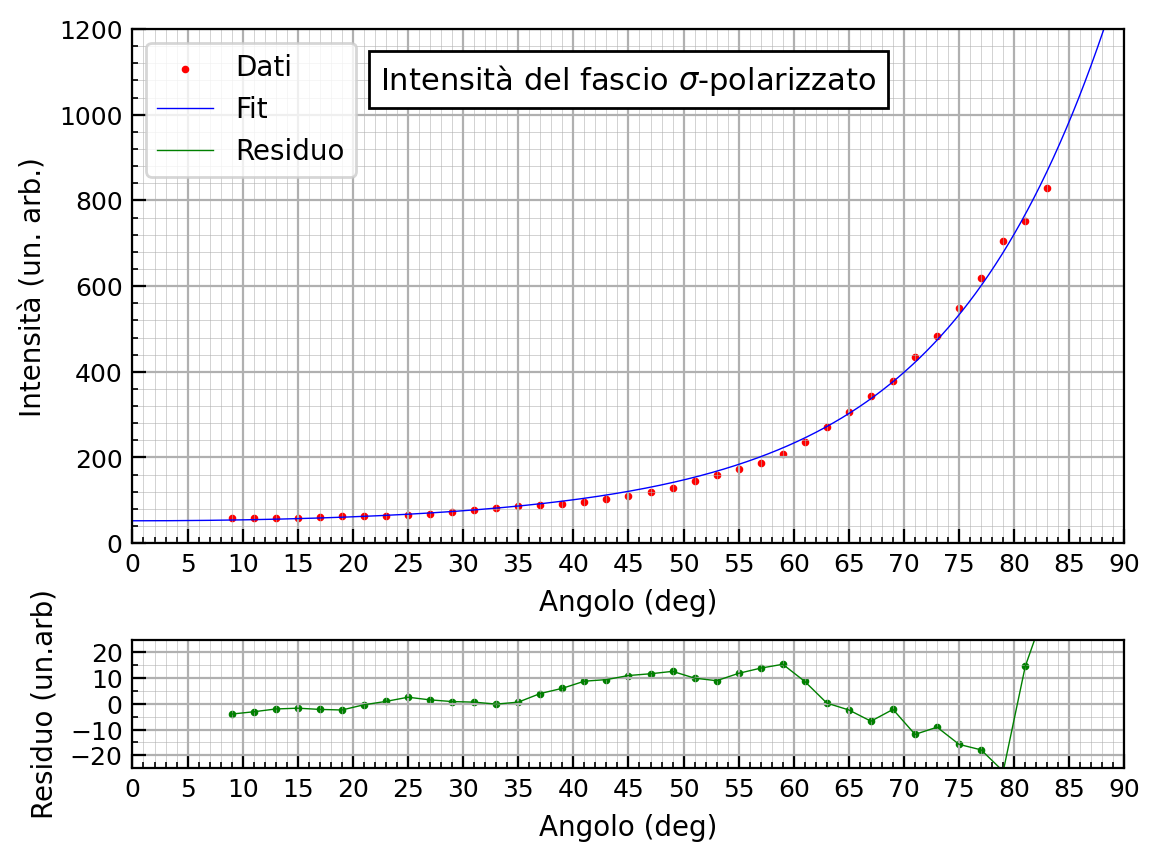 Intensità del fascio σ-polarizzato
Dati
Fit
Residuo
Intensità (un. arb.)
1200
1000
800
600
400
200
0
0 5 10 15 20 25 30 35 40 45 50 55 60 65 70 75 80 85 90
Angolo (deg)
Residuo (un.arb)
20
10
0
−10
−20
0 5 10 15 20 25 30 35 40 45 50 55 60 65 70 75 80 85 90
Angolo (deg)